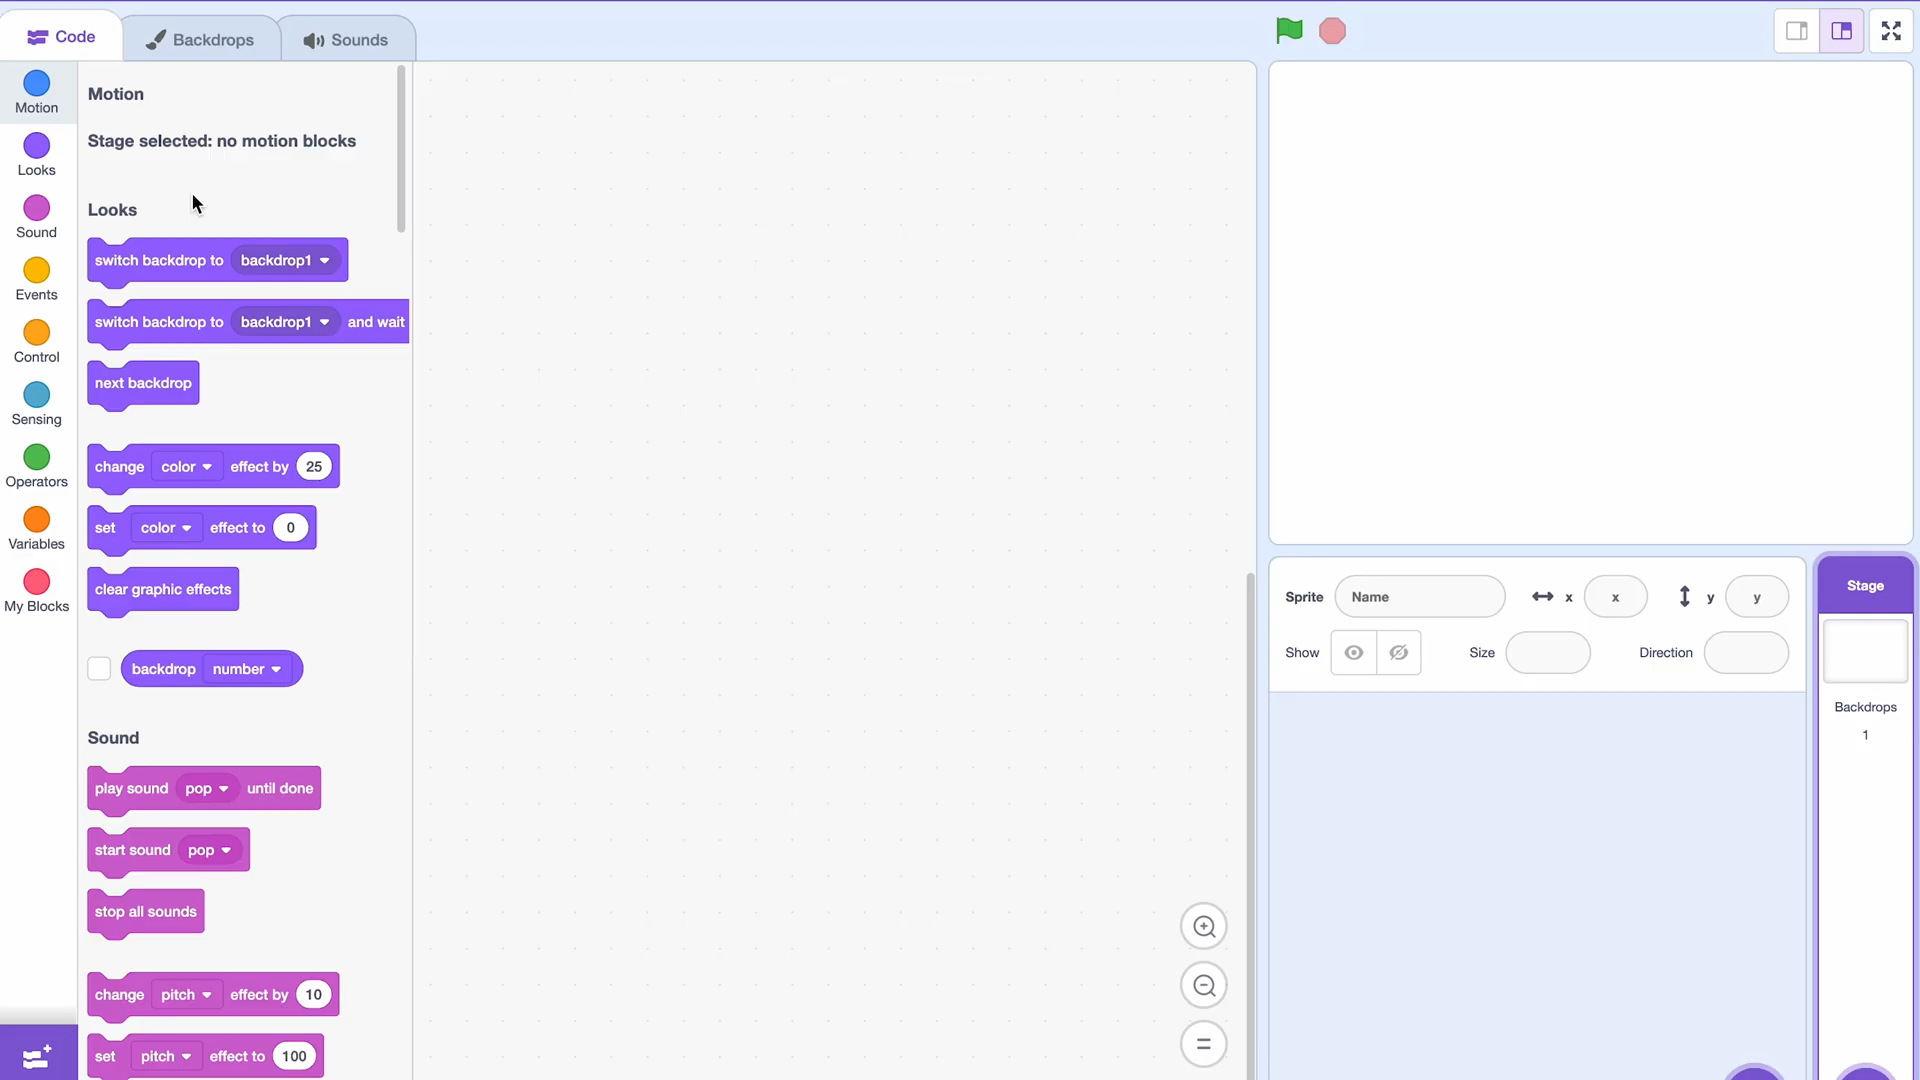 Code
Backdrops
Sounds
Motion
Looks
Sound
Events
Control
Sensing
Operators
Variables
My Blocks
Motion
Stage selected: no motion blocks
Looks
switch backdrop to backdrop1
switch backdrop to backdrop1 and wait
next backdrop
change color effect by 25
set color effect to 0
clear graphic effects
backdrop number
Sound
play sound pop until done
start sound pop
stop all sounds
change pitch effect by 10
set pitch effect to 100
Sprite Name x x y y
Show Size Direction
Stage
Backdrops
1